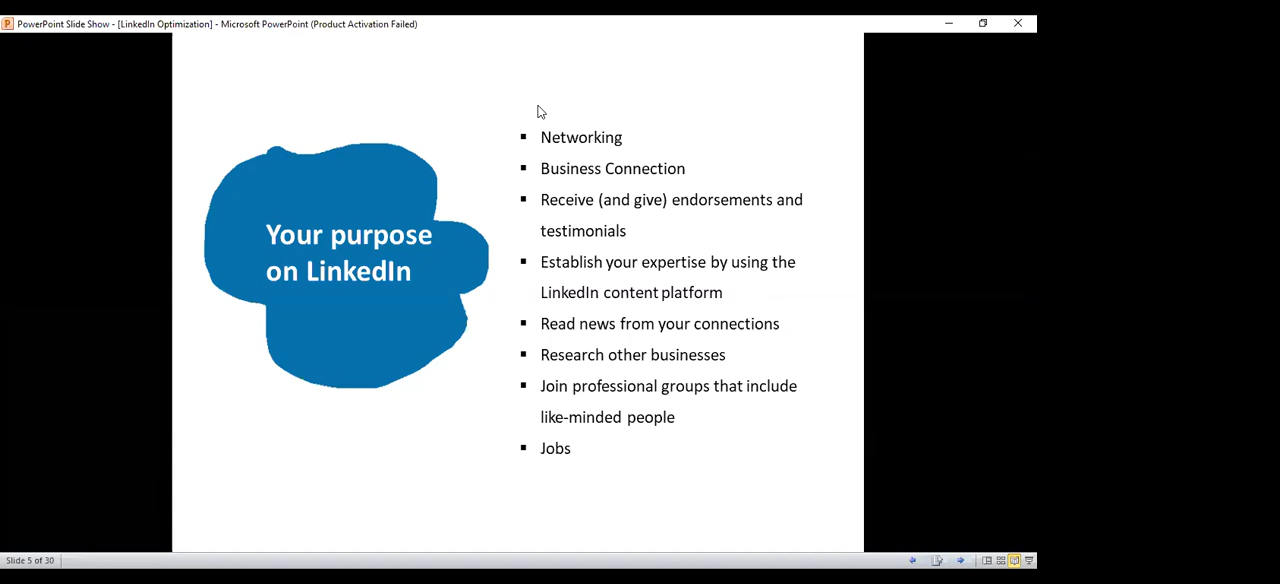 PowerPoint Slide Show - [LinkedIn Optimization] - Microsoft PowerPoint (Product Activation Failed)
Your purpose
on LinkedIn
▪ Networking
▪ Business Connection
▪ Receive (and give) endorsements and
testimonials
▪ Establish your expertise by using the
LinkedIn content platform
▪ Read news from your connections
▪ Research other businesses
▪ Join professional groups that include
like-minded people
▪ Jobs
Slide 5 of 30